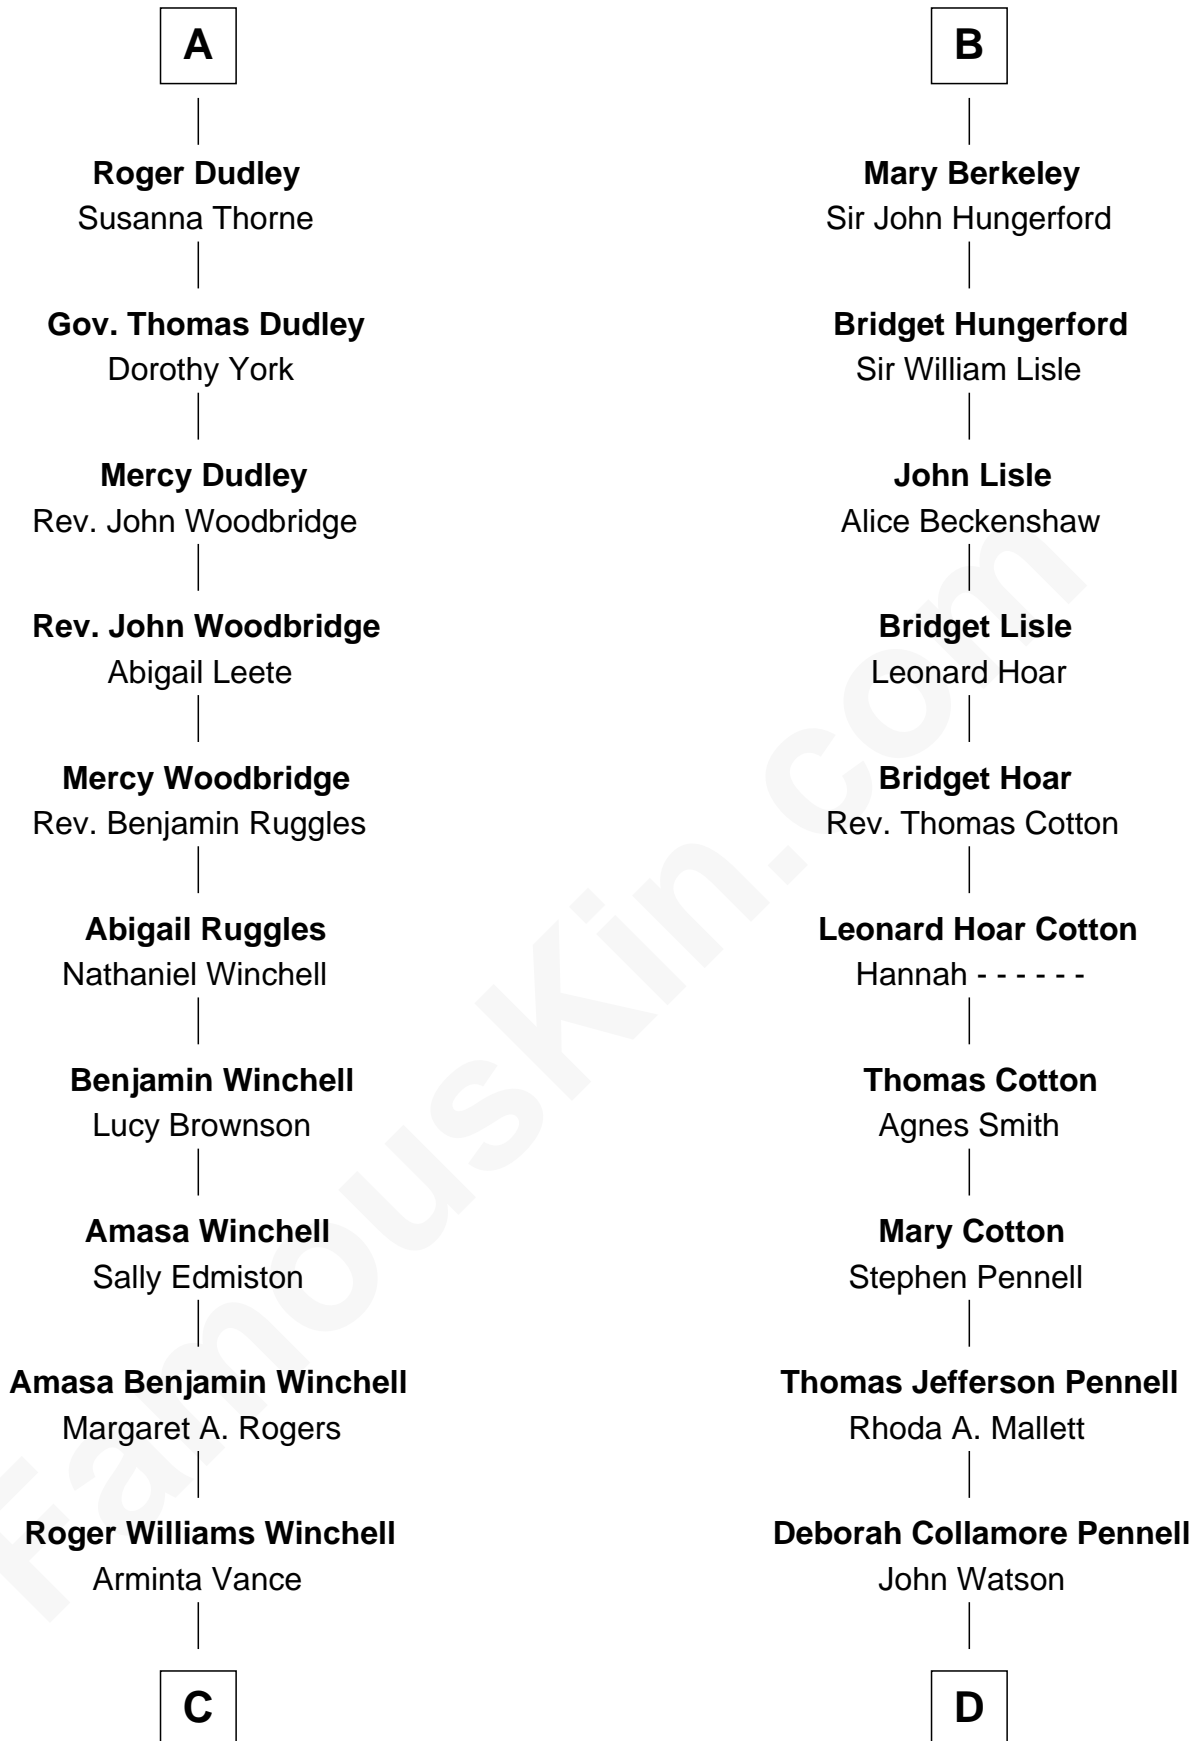 A
Roger Dudley
Susanna Thorne
Gov. Thomas Dudley
Dorothy York
Mercy Dudley
Rev. John Woodbridge
Rev. John Woodbridge
Abigail Leete
Mercy Woodbridge
Rev. Benjamin Ruggles
Abigail Ruggles
Nathaniel Winchell
Benjamin Winchell
Lucy Brownson
Amasa Winchell
Sally Edmiston
Amasa Benjamin Winchell
Margaret A. Rogers
Roger Williams Winchell
Arminta Vance
C
B
Mary Berkeley
Sir John Hungerford
Bridget Hungerford
Sir William Lisle
John Lisle
Alice Beckenshaw
Bridget Lisle
Leonard Hoar
Bridget Hoar
Rev. Thomas Cotton
Leonard Hoar Cotton
Hannah - - - - - -
Thomas Cotton
Agnes Smith
Mary Cotton
Stephen Pennell
Thomas Jefferson Pennell
Rhoda A. Mallett
Deborah Collamore Pennell
John Watson
D
FamousKin.com